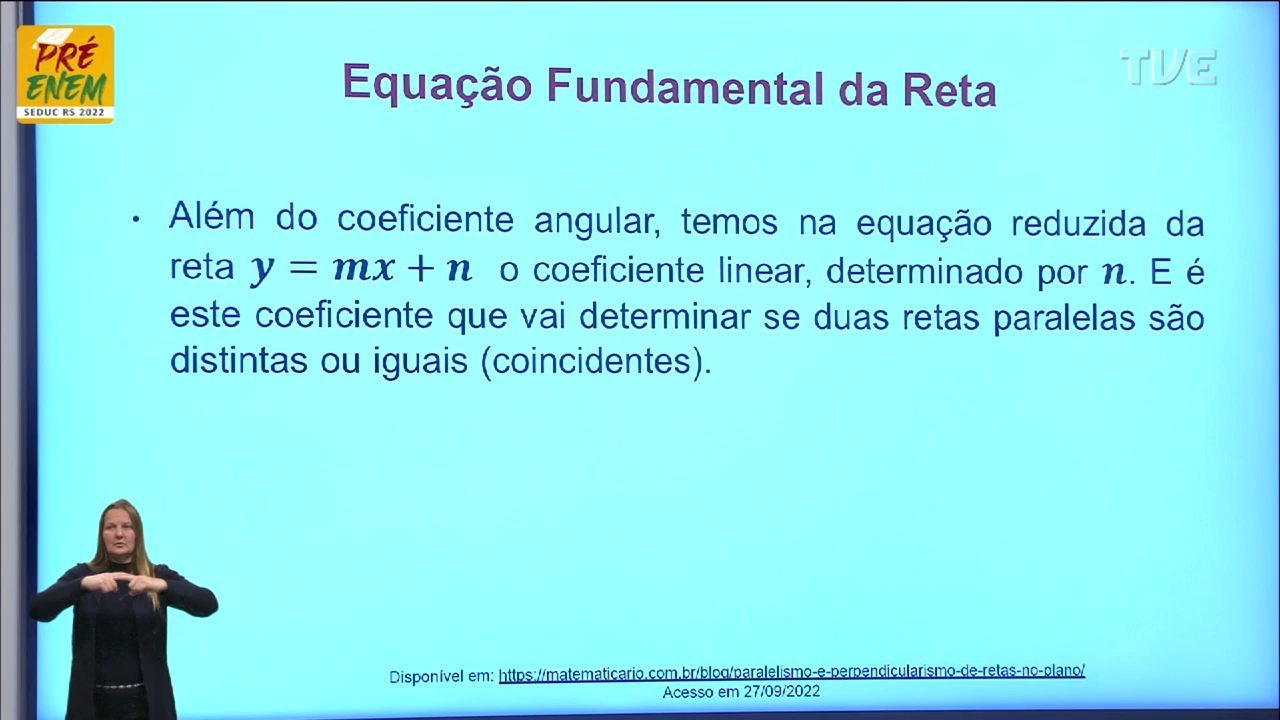 PRÉ
ENEM
SEDUC RS 2022
TVE
Equação Fundamental da Reta
• Além do coeficiente angular, temos na equação reduzida da
reta y = mx + n o coeficiente linear, determinado por n. E é
este coeficiente que vai determinar se duas retas paralelas são
distintas ou iguais (coincidentes).
Disponível em: https://matematicario.com.br/blog/paralelismo-e-perpendicularismo-de-retas-no-plano/
Acesso em 27/09/2022